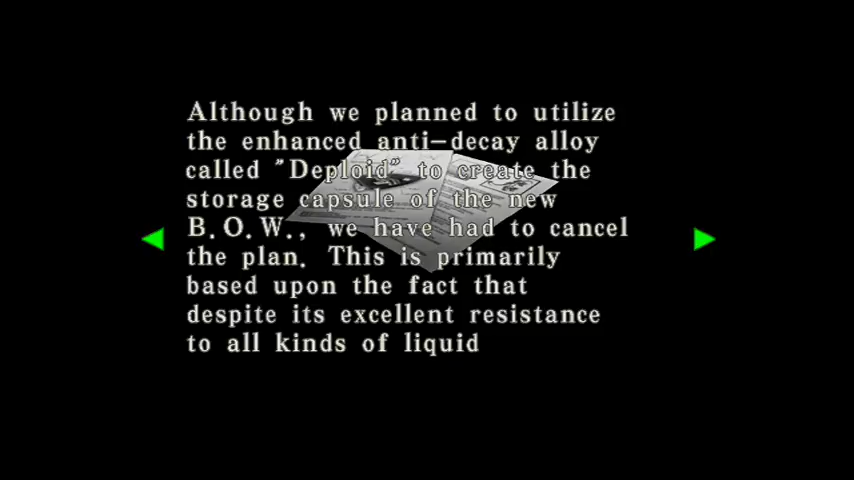 Although we planned to utilize
the enhanced anti-decay alloy
called "Deploid" to create the
storage capsule of the new
B.O.W., we have had to cancel
the plan. This is primarily
based upon the fact that
despite its excellent resistance
to all kinds of liquid